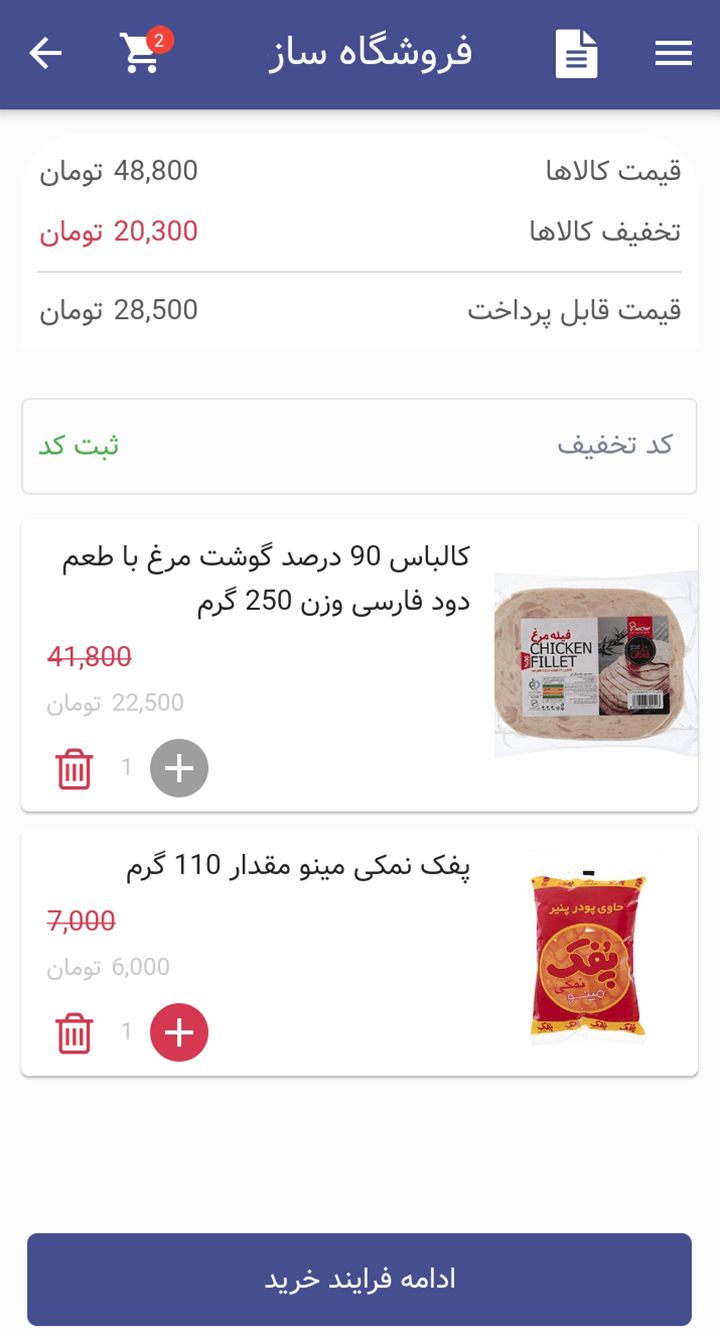 فروشگاه ساز
2
قیمت کالاها 48,800 تومان
تخفیف کالاها 20,300 تومان
قیمت قابل پرداخت 28,500 تومان
کد تخفیف ثبت کد
کالباس 90 درصد گوشت مرغ با طعم
دود فارسی وزن 250 گرم
41,800
22,500 تومان
1
فیله مرغ
CHICKEN
FILLET
پفک نمکی مینو مقدار 110 گرم
7,000
6,000 تومان
1
حاوی پودر پنیر
پفک
نمکی
مینو
پفک پفک پفک
ادامه فرایند خرید